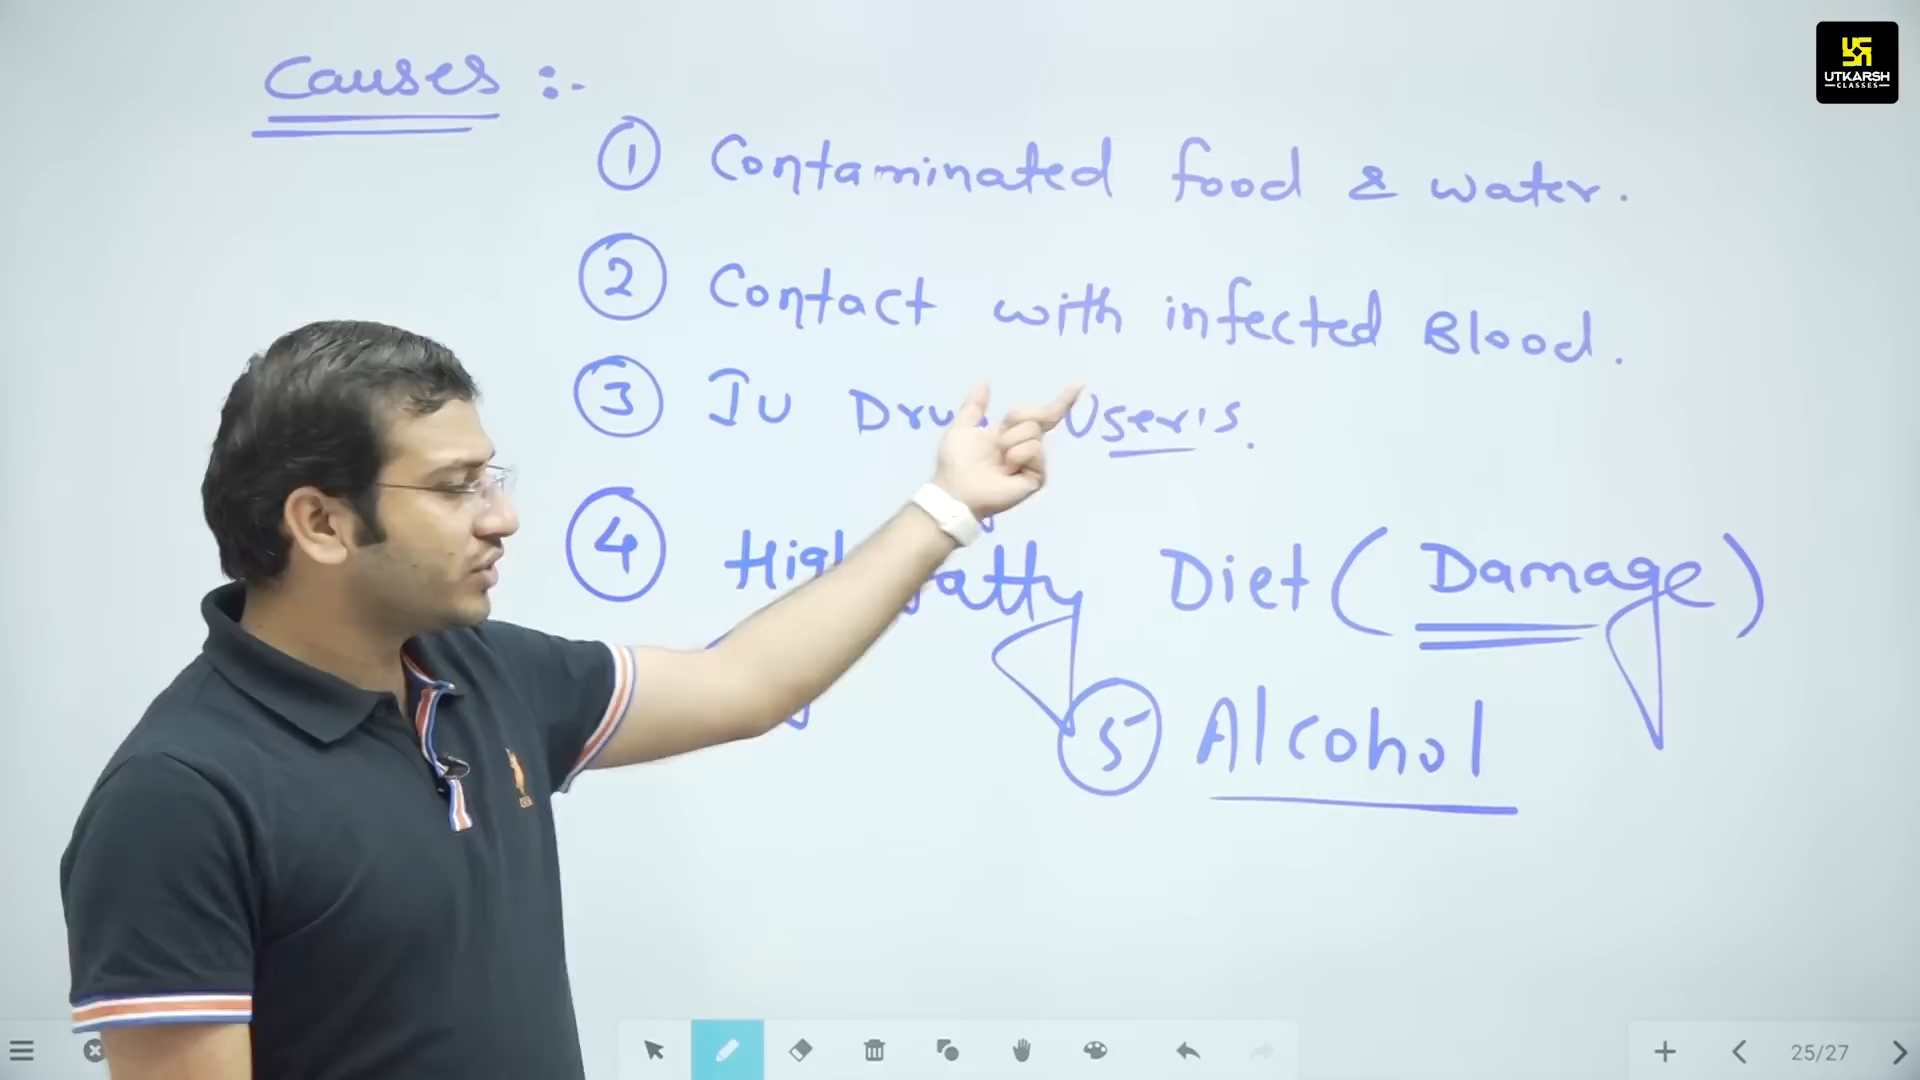 Causes :-
① Contaminated food & water.
② Contact with infected Blood.
③ IV User's.
④ Diet (Damage)
⑤ Alcohol
UTKARSH
CLASSES
25/27